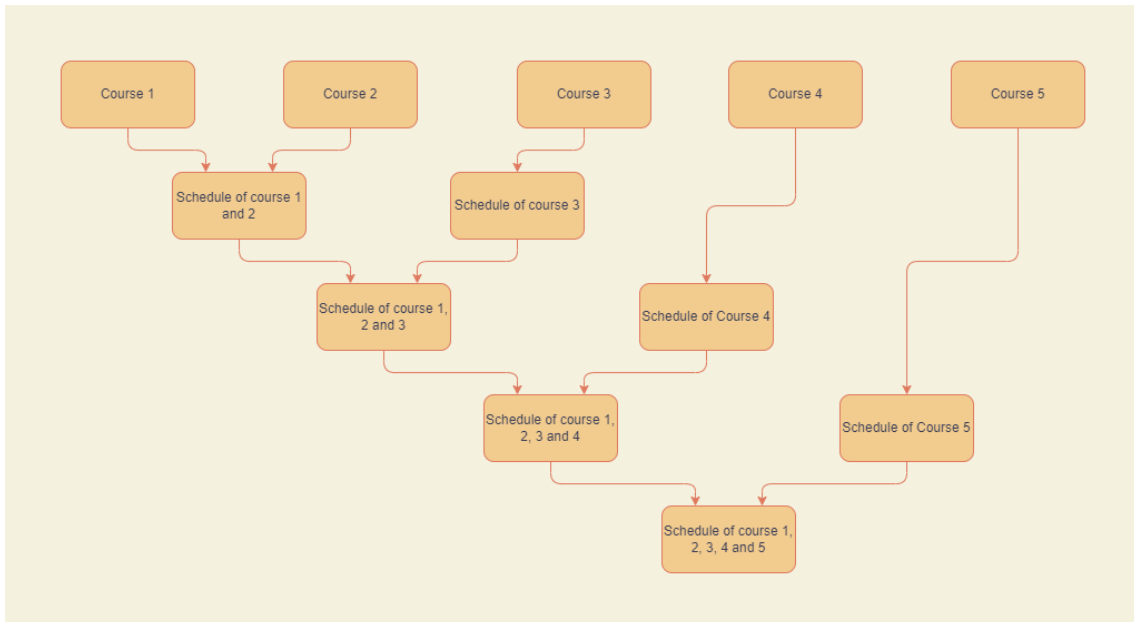 Course 1
Course 2
Course 3
Course 4
Course 5
Schedule of course 1
and 2
Schedule of course 3
Schedule of course 1,
2 and 3
Schedule of Course 4
Schedule of course 1,
2, 3 and 4
Schedule of Course 5
Schedule of course 1,
2, 3, 4 and 5